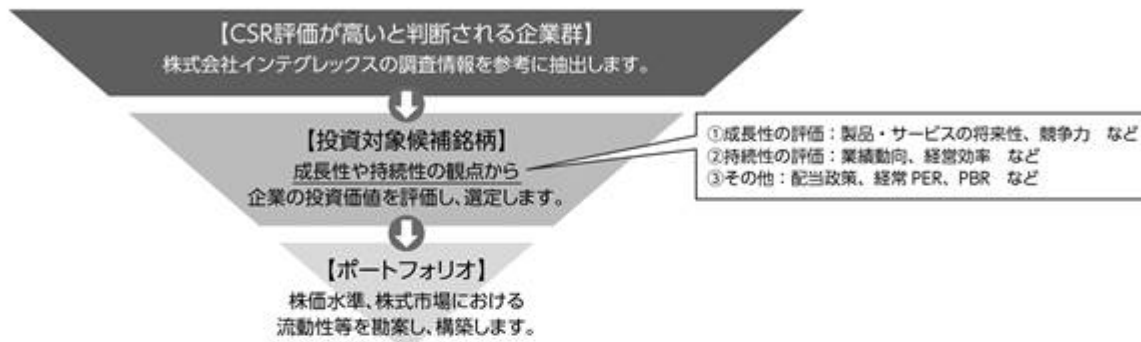 【CSR評価が高いと判断される企業群】
株式会社インテグレックスの調査情報を参考に抽出します。
【投資対象候補銘柄】
成長性や持続性の観点から
企業の投資価値を評価し、選定します。
①成長性の評価：製品・サービスの将来性、競争力　など
②持続性の評価：業績動向、経営効率　など
③その他：配当政策、経常PER、PBR　など
【ポートフォリオ】
株価水準、株式市場における
流動性等を勘案し、構築します。